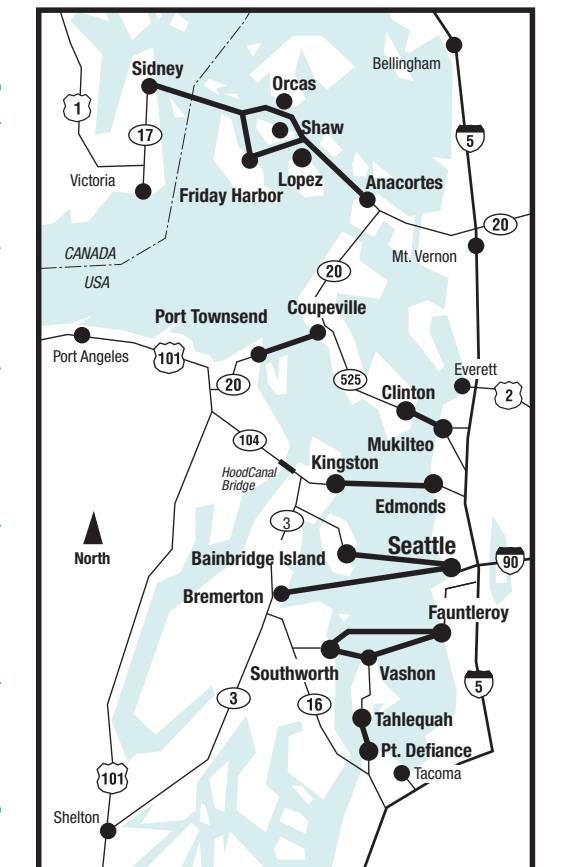 Bellingham
Sidney
Orcas
1
Shaw
17
5
Victoria
Lopez
Friday Harbor
Anacortes
20
CANADA
Mt. Vernon
USA
20
Coupeville
Port Townsend
Port Angeles
101
Everett
20
525
Clinton
2
104
Mukilteo
HoodCanal
Bridge
Kingston
Edmonds
3
North
Bainbridge Island
Seattle
90
Bremerton
Fauntleroy
Southworth
Vashon
5
3
16
Tahlequah
Pt. Defiance
101
Tacoma
Shelton